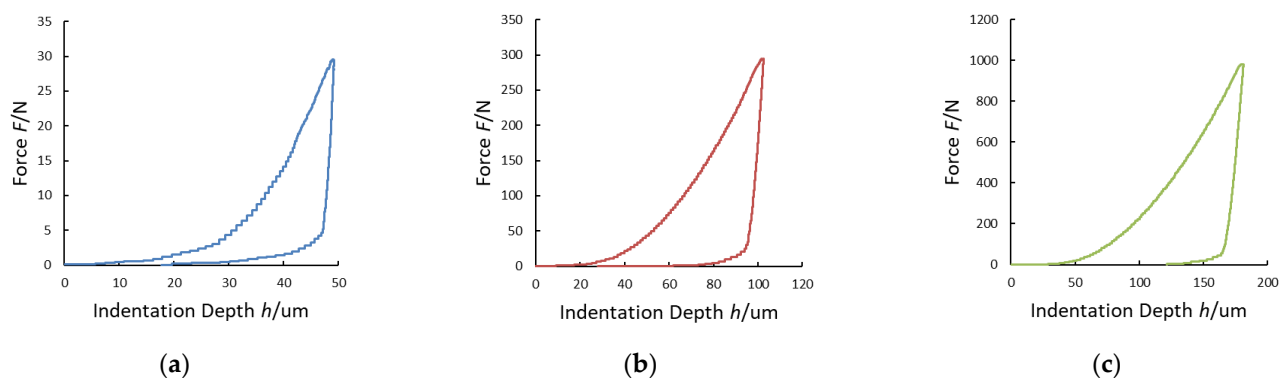 35
30
25
20
15
10
5
0
Force F/N
0 10 20 30 40 50
Indentation Depth h/um
(a)
350
300
250
200
150
100
50
0
Force F/N
0 20 40 60 80 100 120
Indentation Depth h/um
(b)
1200
1000
800
600
400
200
0
Force F/N
0 50 100 150 200
Indentation Depth h/um
(c)